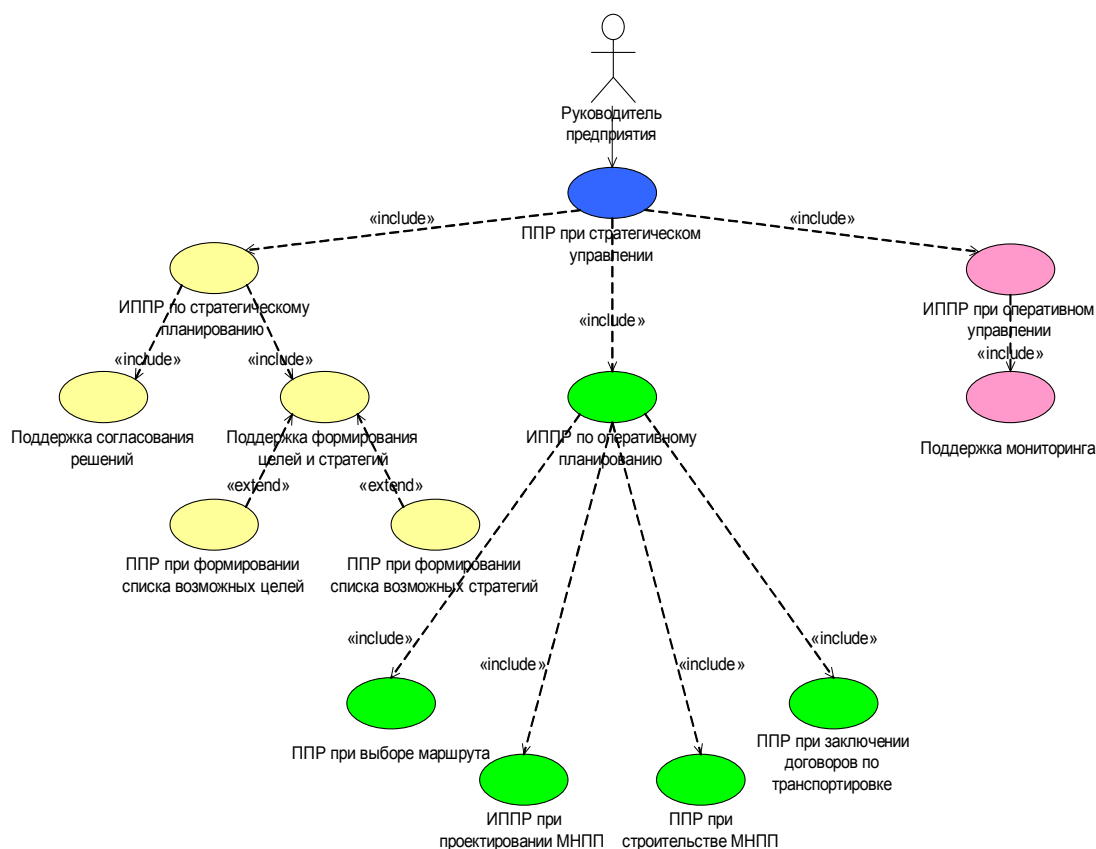 Руководитель
предприятия
«include»
«include»
ППР при стратегическом
управлении
ИППР по стратегическому
планированию
ИППР при оперативном
управлении
«include»
«include»
«include»
«include»
Поддержка согласования
решений
Поддержка формирования
целей и стратегий
ИППР по оперативному
планированию
Поддержка мониторинга
«extend»
«extend»
ППР при формировании
списка возможных целей
ППР при формировании
списка возможных стратегий
«include»
«include»
«include»
«include»
ППР при выборе маршрута
ППР при заключении
договоров по
транспортировке
ИППР при
проектировании МНПП
ППР при
строительстве МНПП